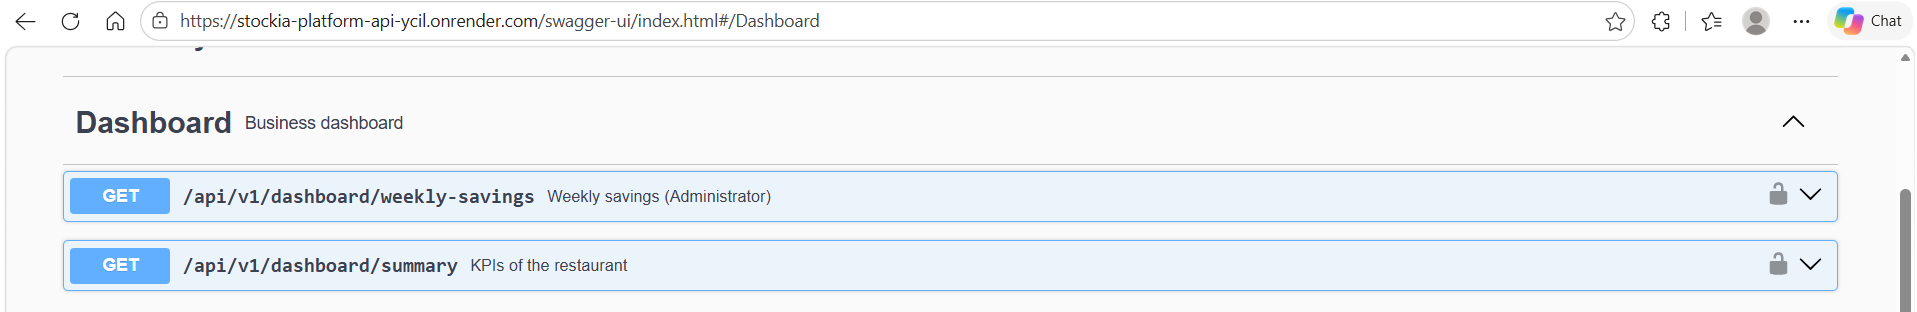 https://stockia-platform-api-ycil.onrender.com/swagger-ui/index.html#/Dashboard
Chat
Dashboard Business dashboard
GET /api/v1/dashboard/weekly-savings Weekly savings (Administrator)
GET /api/v1/dashboard/summary KPIs of the restaurant